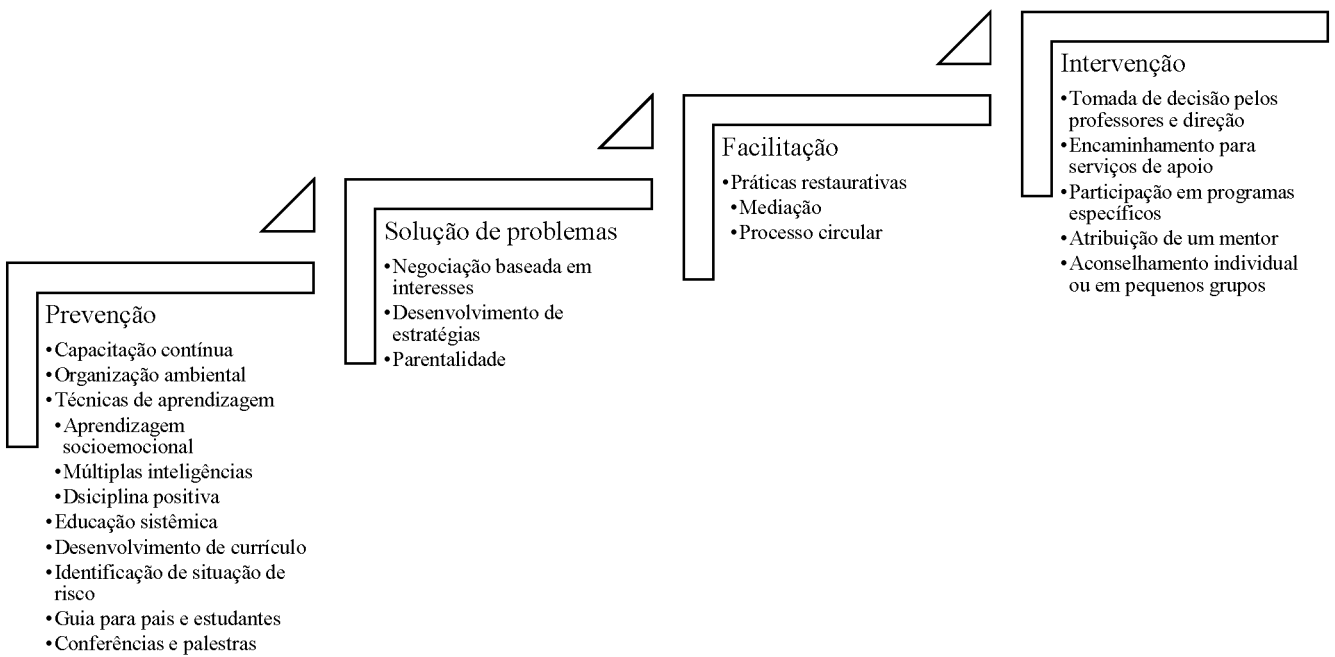 Prevenção
•Capacitação contínua
•Organização ambiental
•Técnicas de aprendizagem
•Aprendizagem
socioemocional
•Múltiplas inteligências
•Dsiciplina positiva
•Educação sistêmica
•Desenvolvimento de currículo
•Identificação de situação de
risco
•Guia para pais e estudantes
•Conferências e palestras
Solução de problemas
•Negociação baseada em
interesses
•Desenvolvimento de
estratégias
•Parentalidade
Facilitação
•Práticas restaurativas
•Mediação
•Processo circular
Intervenção
•Tomada de decisão pelos
professores e direção
•Encaminhamento para
serviços de apoio
•Participação em programas
específicos
•Atribuição de um mentor
•Aconselhamento individual
ou em pequenos grupos